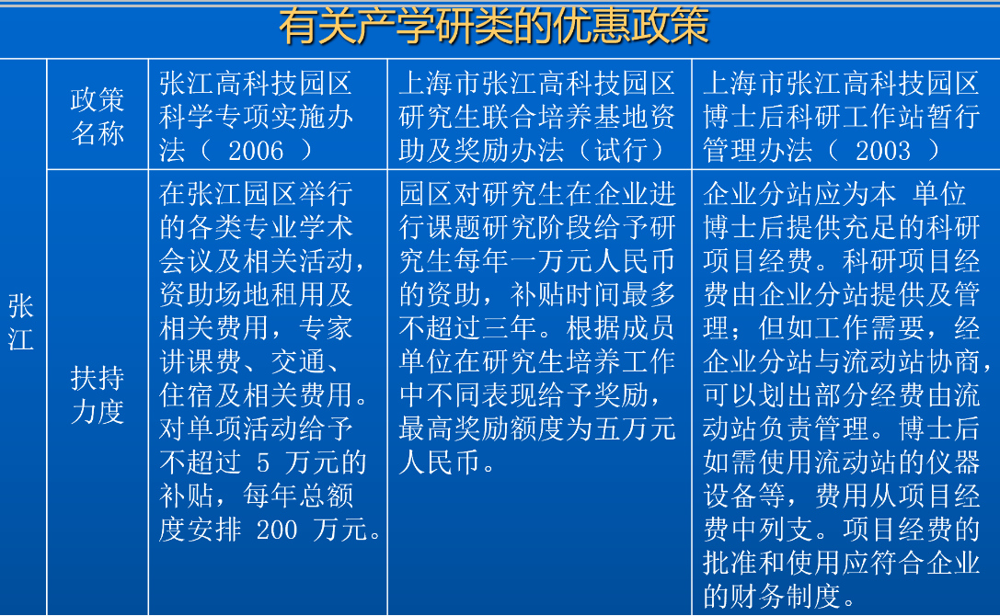 有关产学研类的优惠政策
张
江
政策
名称
张江高科技园区
科学专项实施办
法（ 2006 ）
上海市张江高科技园区
研究生联合培养基地资
助及奖励办法（试行）
上海市张江高科技园区
博士后科研工作站暂行
管理办法（ 2003 ）
扶持
力度
在张江园区举行
的各类专业学术
会议及相关活动，
资助场地租用及
相关费用，专家
讲课费、交通、
住宿及相关费用。
对单项活动给予
不超过 5 万元的
补贴，每年总额
度安排 200 万元。
园区对研究生在企业进
行课题研究阶段给予研
究生每年一万元人民币
的资助，补贴时间最多
不超过三年。根据成员
单位在研究生培养工作
中不同表现给予奖励，
最高奖励额度为五万元
人民币。
企业分站应为本 单位
博士后提供充足的科研
项目经费。科研项目经
费由企业分站提供及管
理；但如工作需要，经
企业分站与流动站协商，
可以划出部分经费由流
动站负责管理。博士后
如需使用流动站的仪器
设备等，费用从项目经
费中列支。项目经费的
批准和使用应符合企业
的财务制度。